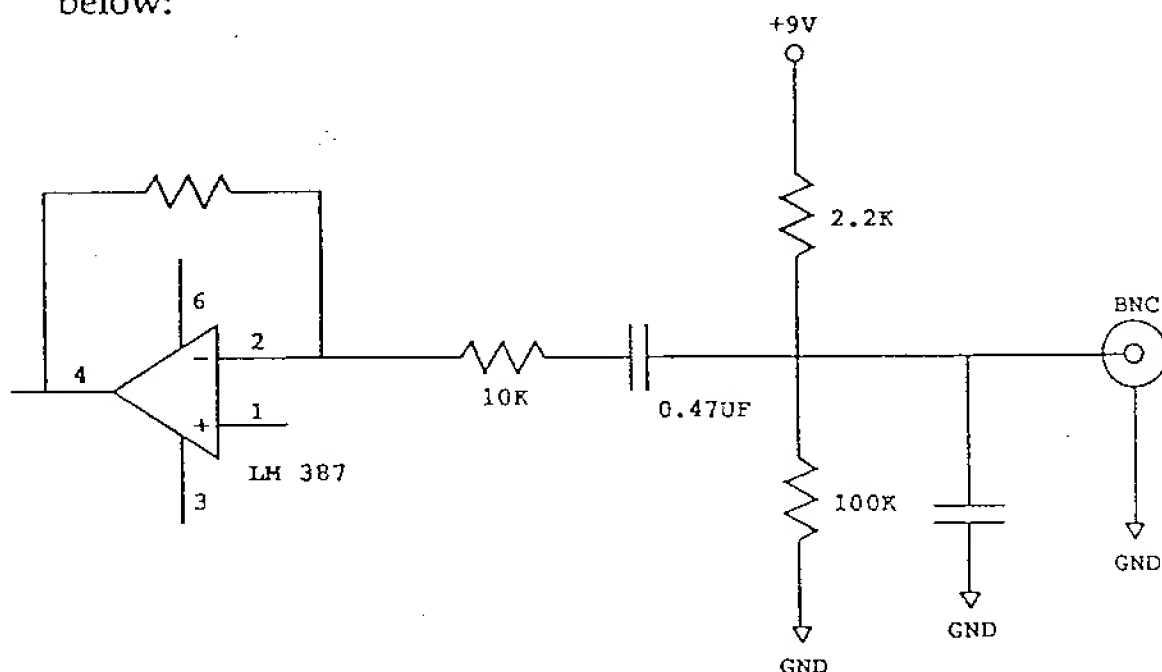 below:
+9V
2.2K
6
BNC
2
4
10K
0.47UF
1
LM 387
100K
3
GND
GND
GND